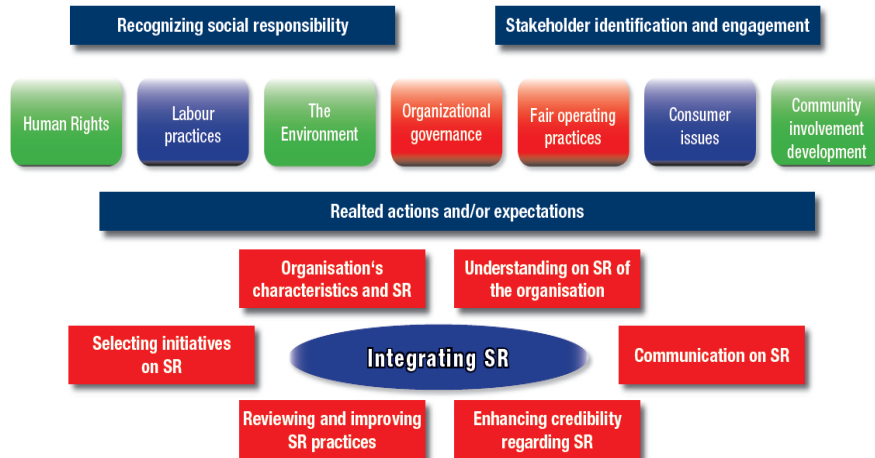 Recognizing social responsibility
Stakeholder identification and engagement
Human Rights
Labour
practices
The
Environment
Organizational
governance
Fair operating
practices
Consumer
issues
Community
involvement
development
Realted actions and/or expectations
Organisation‘s
characteristics and SR
Understanding on SR of
the organisation
Selecting initiatives
on SR
Integrating SR
Communication on SR
Reviewing and improving
SR practices
Enhancing credibility
regarding SR